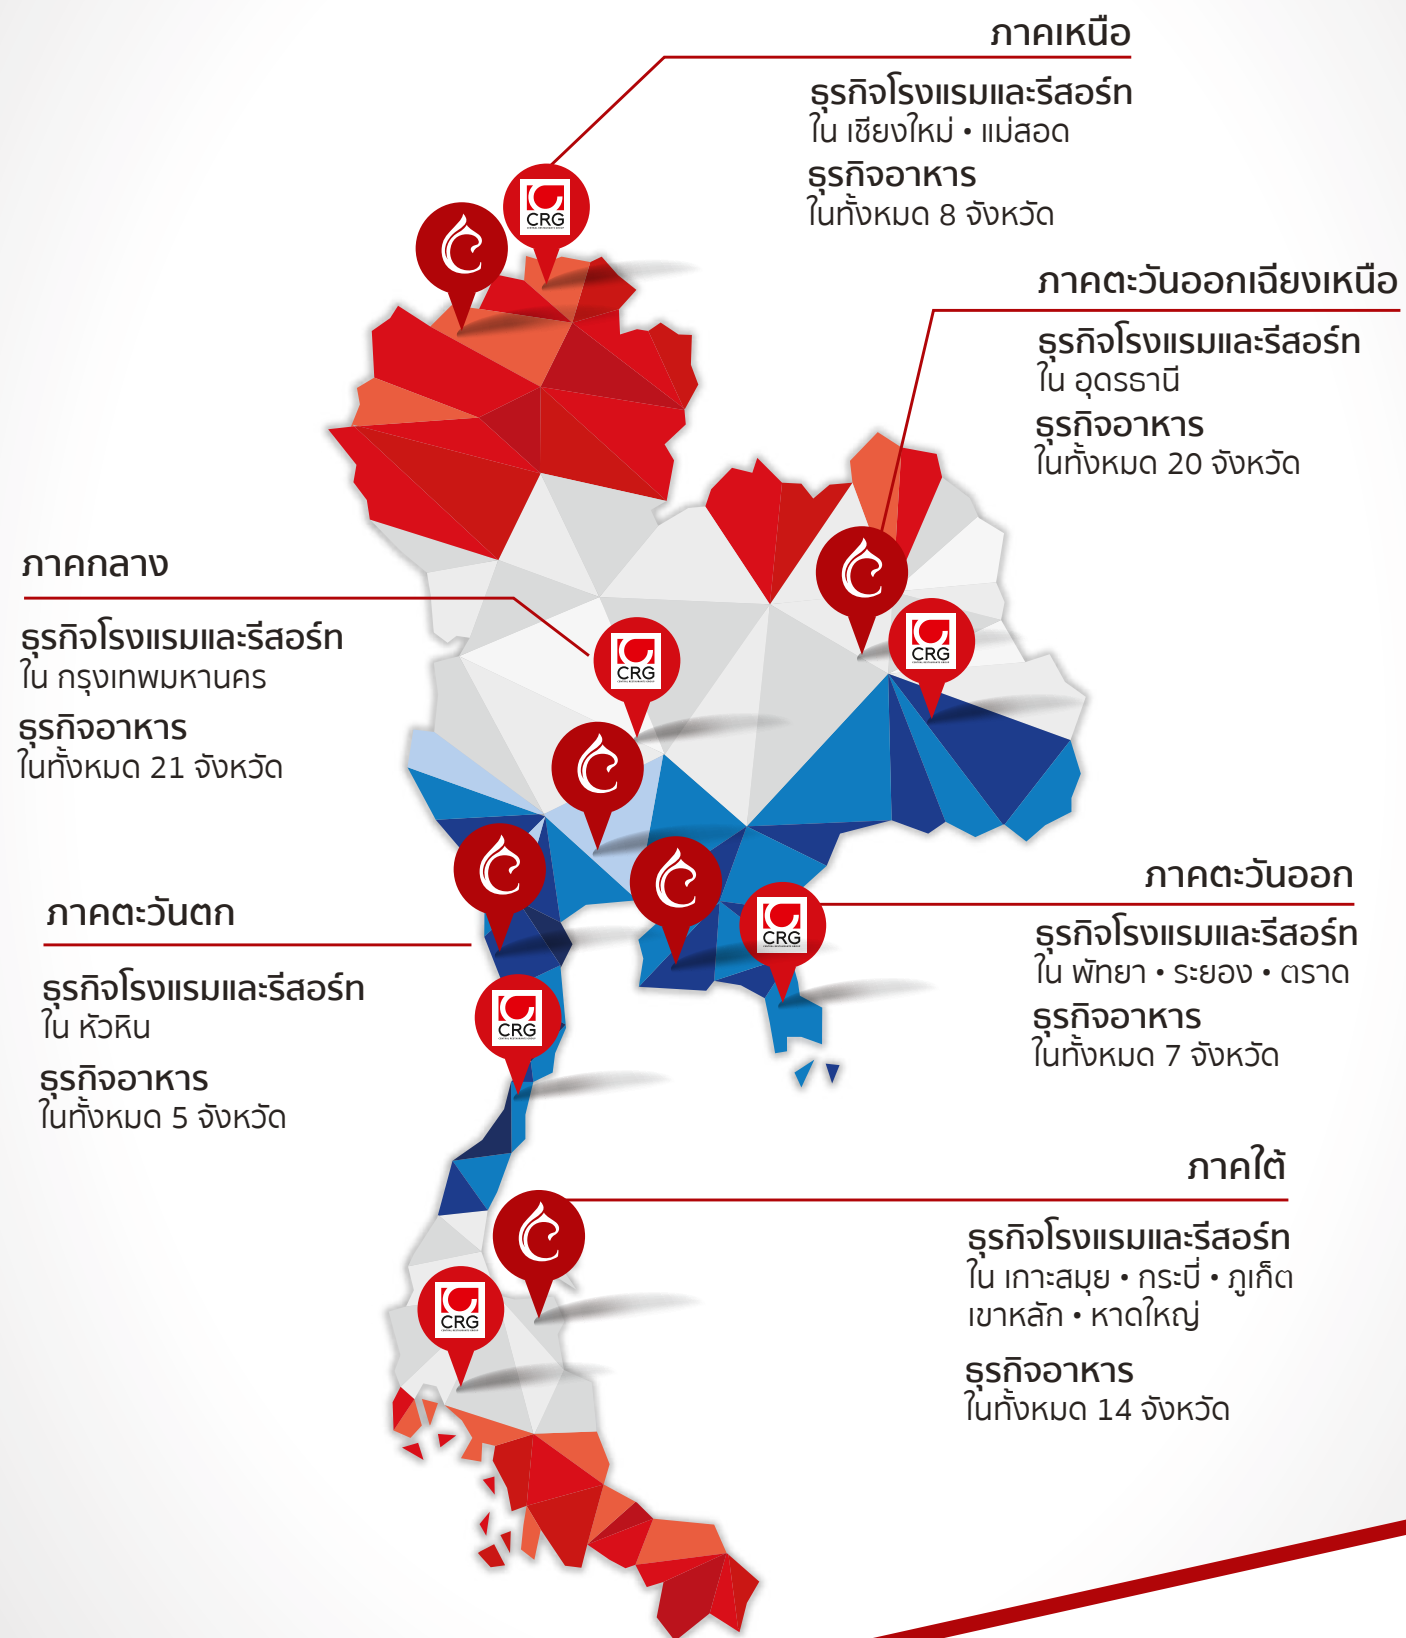 ภาคเหนือ
ธุรกิจโรงแรมและรีสอร์ท
ใน เชียงใหม่ • แม่สอด
ธุรกิจอาหาร
ในทั้งหมด 8 จังหวัด
CRG
ภาคตะวันออกเฉียงเหนือ
ธุรกิจโรงแรมและรีสอร์ท
ใน อุดรธานี
ธุรกิจอาหาร
ในทั้งหมด 20 จังหวัด
CRG
ภาคกลาง
ธุรกิจโรงแรมและรีสอร์ท
ใน กรุงเทพมหานคร
ธุรกิจอาหาร
ในทั้งหมด 21 จังหวัด
CRG
ภาคตะวันตก
ธุรกิจโรงแรมและรีสอร์ท
ใน หัวหิน
ธุรกิจอาหาร
ในทั้งหมด 5 จังหวัด
CRG
ภาคตะวันออก
ธุรกิจโรงแรมและรีสอร์ท
ใน พัทยา • ระยอง • ตราด
ธุรกิจอาหาร
ในทั้งหมด 7 จังหวัด
CRG
ภาคใต้
ธุรกิจโรงแรมและรีสอร์ท
ใน เกาะสมุย • กระบี่ • ภูเก็ต
เขาหลัก • หาดใหญ่
ธุรกิจอาหาร
ในทั้งหมด 14 จังหวัด
CRG